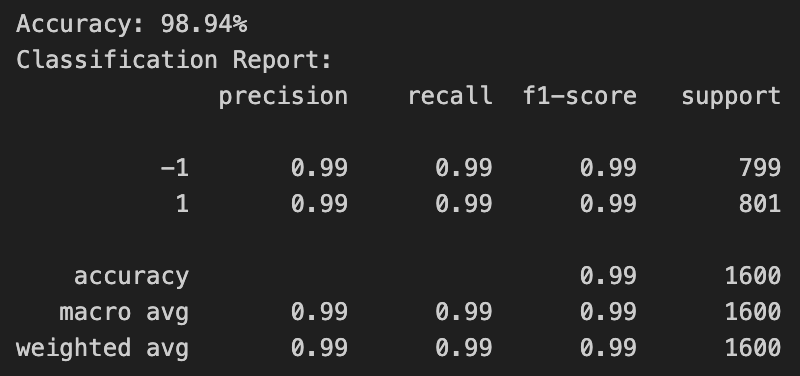 Accuracy: 98.94%
Classification Report:
precision recall f1-score support
-1 0.99 0.99 0.99 799
1 0.99 0.99 0.99 801
accuracy 0.99 1600
macro avg 0.99 0.99 0.99 1600
weighted avg 0.99 0.99 0.99 1600